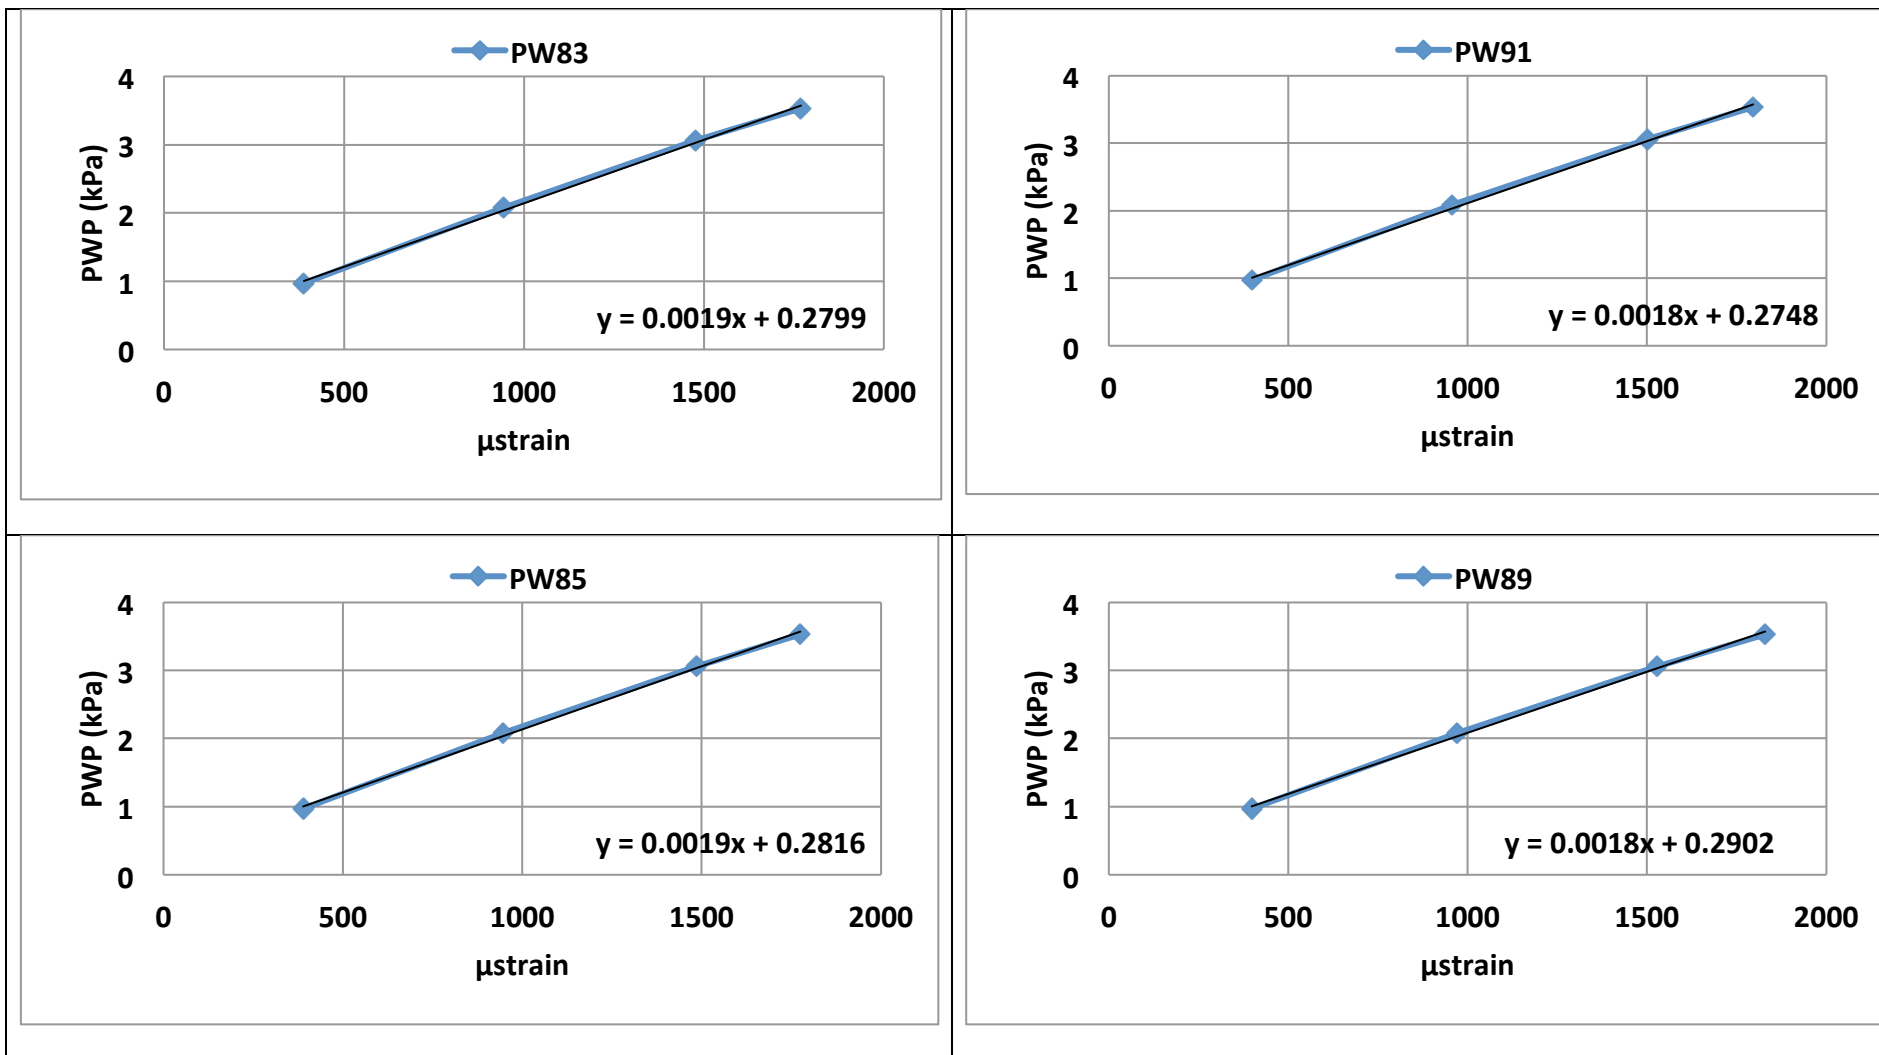 PW83
4
3
2
1
0
PWP (kPa)
y = 0.0019x + 0.2799
0 500 1000 1500 2000
µstrain
PW91
4
3
2
1
0
PWP (kPa)
y = 0.0018x + 0.2748
0 500 1000 1500 2000
µstrain
PW85
4
3
2
1
0
PWP (kPa)
y = 0.0019x + 0.2816
0 500 1000 1500 2000
µstrain
PW89
4
3
2
1
0
PWP (kPa)
y = 0.0018x + 0.2902
0 500 1000 1500 2000
µstrain